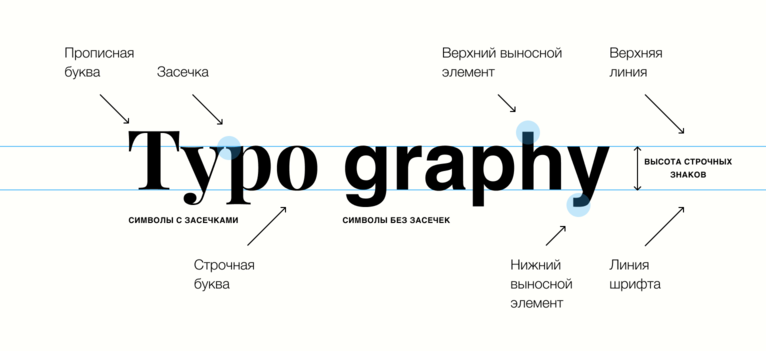 Прописная
буква
Засечка
Верхний выносной
элемент
Верхняя
линия
Typo graphy
ВЫСОТА СТРОЧНЫХ
ЗНАКОВ
СИМВОЛЫ С ЗАСЕЧКАМИ
СИМВОЛЫ БЕЗ ЗАСЕЧЕК
Строчная
буква
Нижний
выносной
элемент
Линия
шрифта